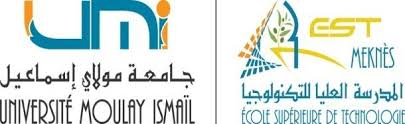 umi
جامعة مولاي إسماعيل
UNIVERSITÉ MOULAY ISMAÏL
EST
MEKNÈS
المدرسة العليا للتكنولوجيا
ÉCOLE SUPÉRIEURE DE TECHNOLOGIE